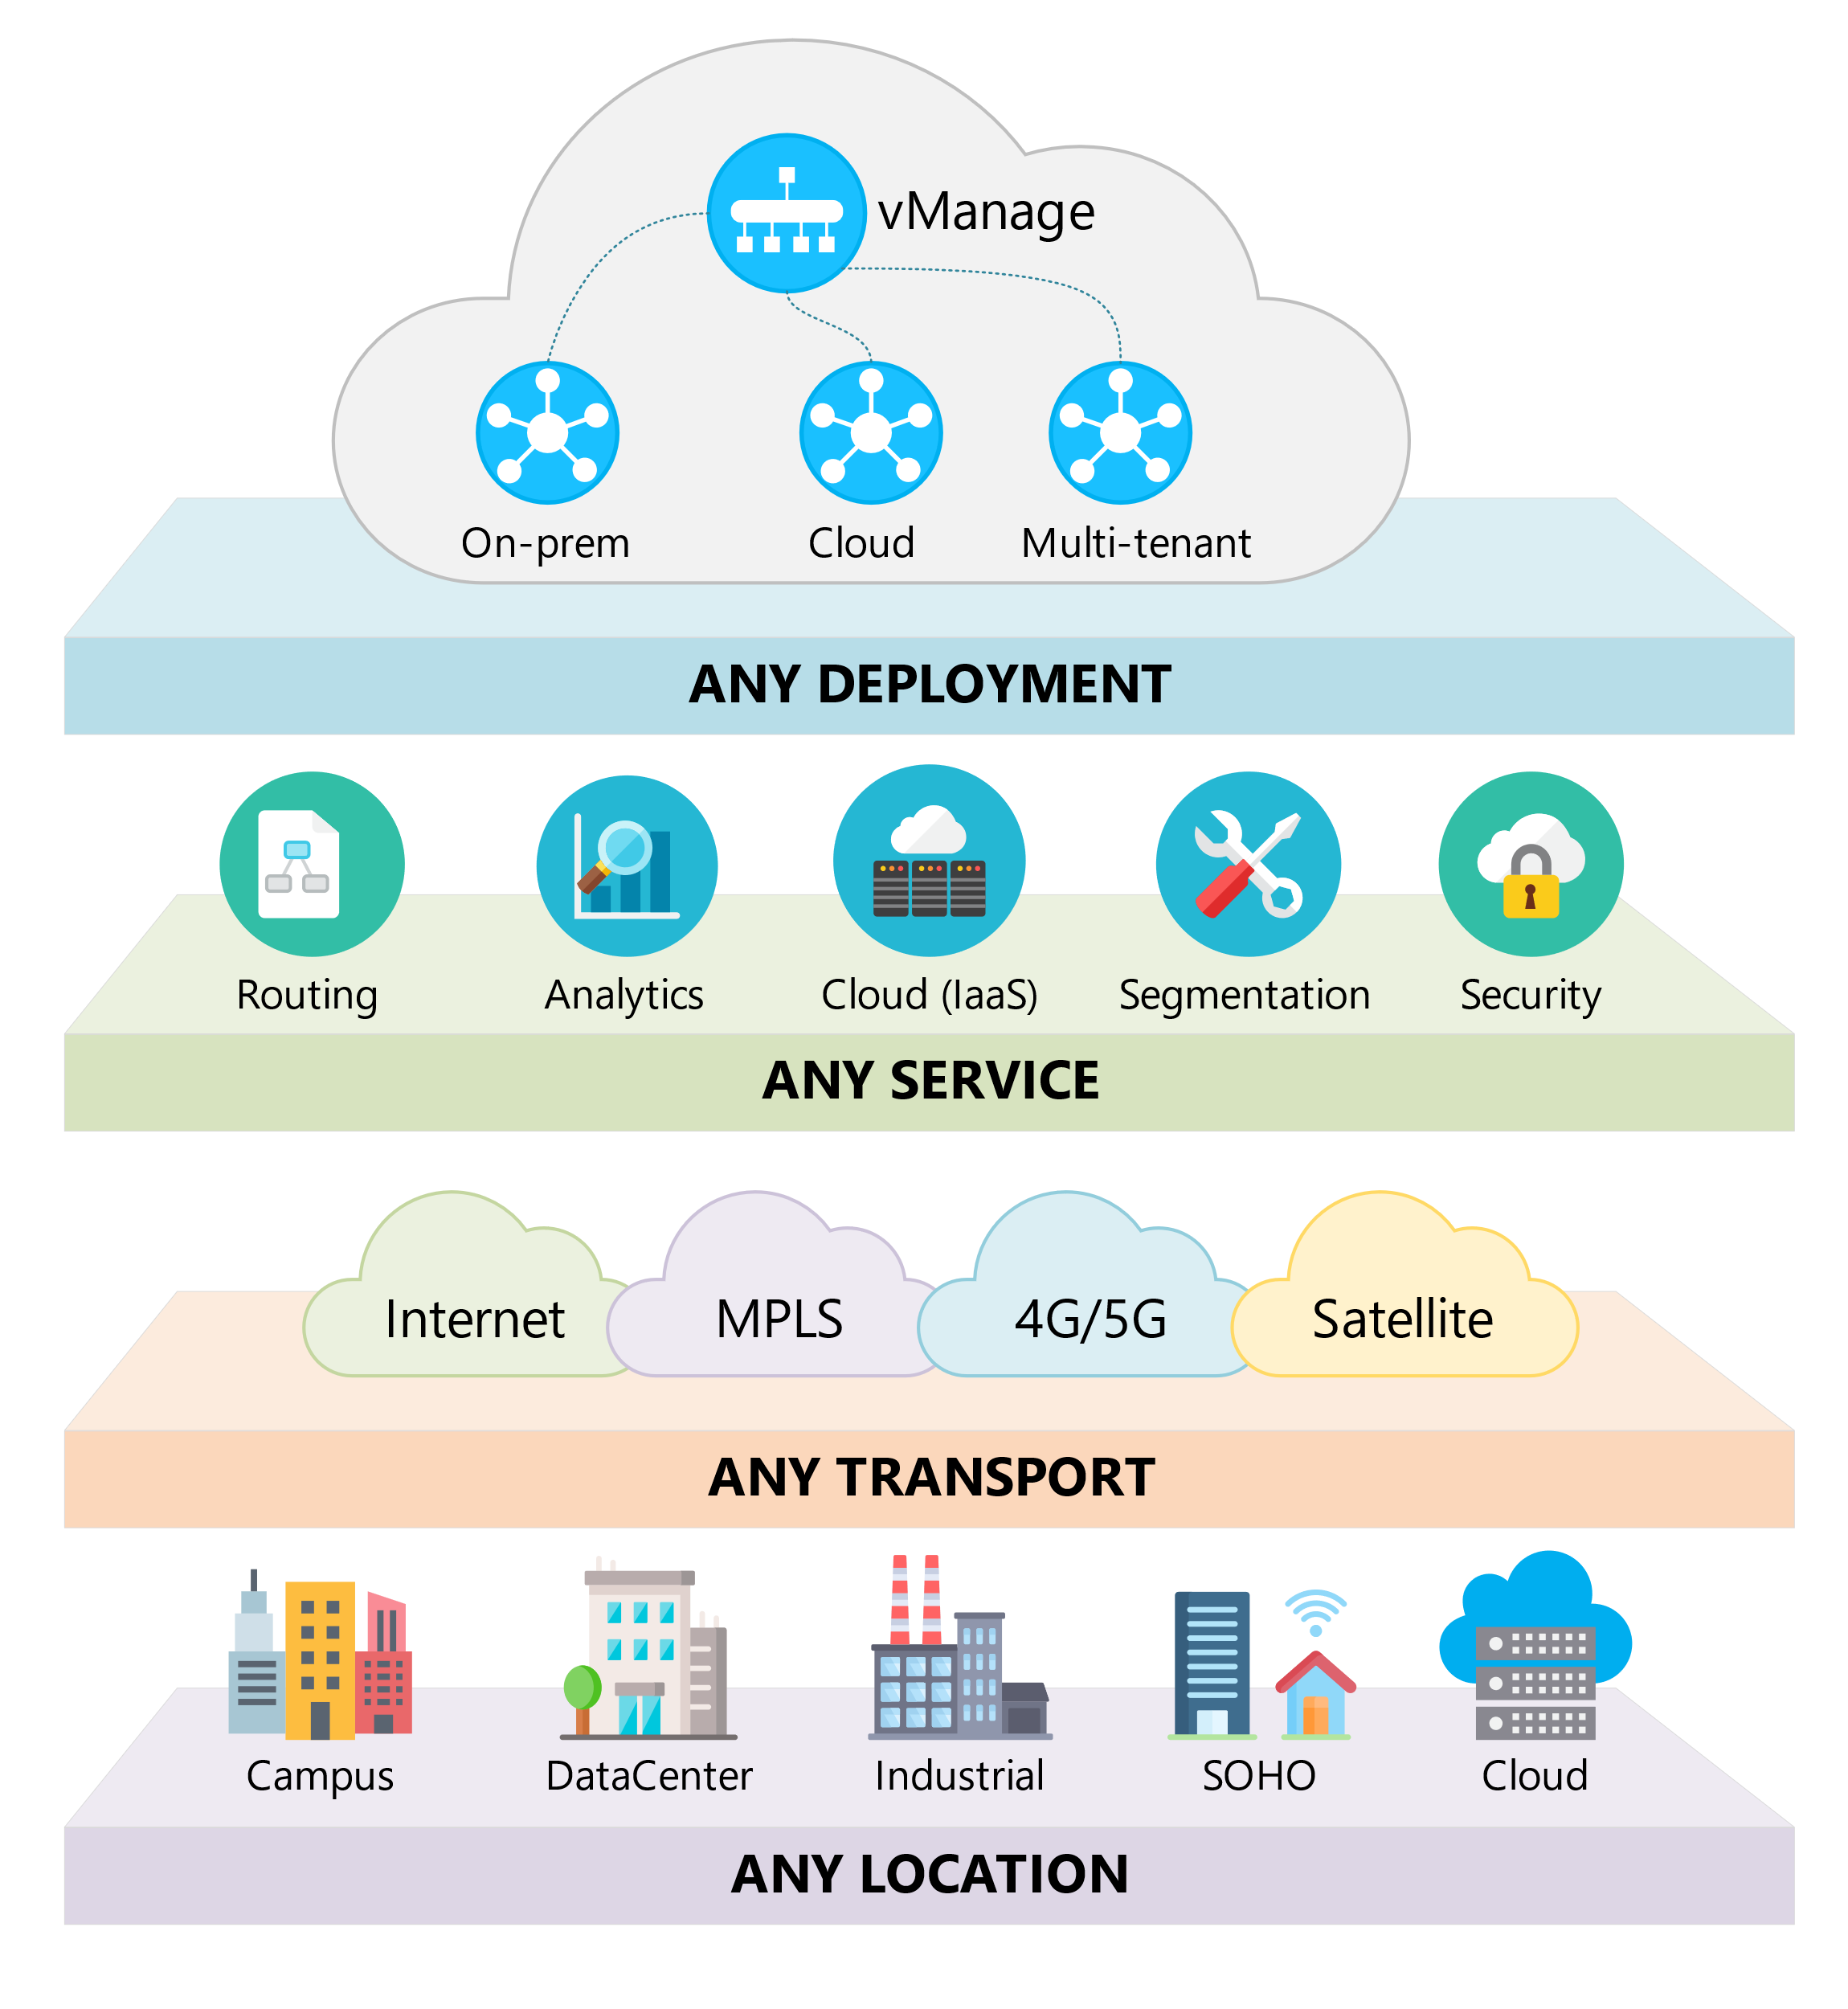 vManage
On-prem
Cloud
Multi-tenant
ANY DEPLOYMENT
Routing
Analytics
Cloud (IaaS)
Segmentation
Security
ANY SERVICE
Internet
MPLS
4G/5G
Satellite
ANY TRANSPORT
Campus
DataCenter
Industrial
SOHO
Cloud
ANY LOCATION